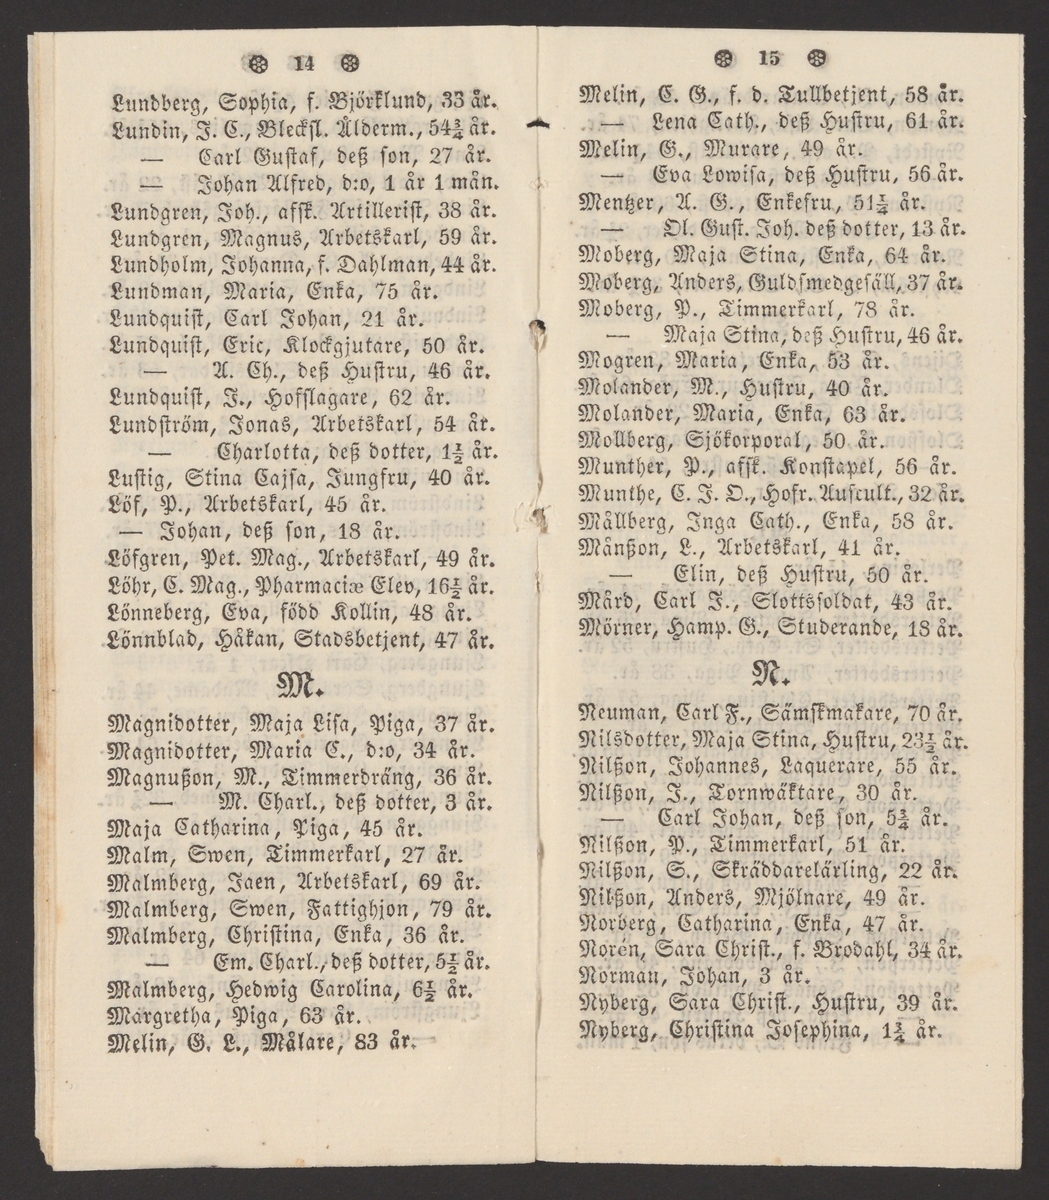 14
Lundberg, Sophia, f. Björklund, 33 år.
Lundin, J. C., Blecksl. Ålderm., 54¾ år.
— Carl Gustaf, deß son, 27 år.
— Johan Alfred, d:o, 1 år 1 mån.
Lundgren, Joh., afsk. Artillerist, 38 år.
Lundgren, Magnus, Arbetskarl, 59 år.
Lundholm, Johanna, f. Dahlman, 44 år.
Lundman, Maria, Enka, 75 år.
Lundquist, Carl Johan, 21 år.
Lundquist, Eric, Klockgjutare, 50 år.
— A. Ch., deß Hustru, 46 år.
Lundquist, J., Hofslagare, 62 år.
Lundström, Jonas, Arbetskarl, 54 år.
— Charlotta, deß dotter, 1½ år.
Lustig, Stina Cajsa, Jungfru, 40 år.
Löf, P., Arbetskarl, 45 år.
— Johan, deß son, 18 år.
Löfgren, Pet. Mag., Arbetskarl, 49 år.
Löhr, C. Mag., Pharmaciæ Elev, 16½ år.
Lönneberg, Eva, född Kollin, 48 år.
Lönnblad, Håkan, Stadsbetjent, 47 år.
M.
Magnidotter, Maja Lisa, Piga, 37 år.
Magnidotter, Maria C., d:o, 34 år.
Magnußon, M., Timmerdräng, 36 år.
— M. Charl., deß dotter, 3 år.
Maja Catharina, Piga, 45 år.
Malm, Swen, Timmerkarl, 27 år.
Malmberg, Jaen, Arbetskarl, 69 år.
Malmberg, Swen, Fattighjon, 79 år.
Malmberg, Christina, Enka, 36 år.
— Em. Charl., deß dotter, 5½ år.
Malmberg, Hedwig Carolina, 6½ år.
Margretha, Piga, 63 år.
Melin, G. L., Målare, 83 år.
15
Melin, C. G., f. d. Tullbetjent, 58 år.
— Lena Cath., deß Hustru, 61 år.
Melin, G., Murare, 49 år.
— Eva Lowisa, deß Hustru, 56 år.
Mentzer, A. G., Enkefru, 51½ år.
— Ol. Gust. Joh. deß dotter, 13 år.
Moberg, Maja Stina, Enka, 64 år.
Moberg, Anders, Guldsmedgesäll, 37 år.
Moberg, P., Timmerkarl, 78 år.
— Maja Stina, deß Hustru, 46 år.
Mogren, Maria, Enka, 53 år.
Molander, M., Hustru, 40 år.
Molander, Maria, Enka, 63 år.
Mollberg, Sjökorporal, 50 år.
Munther, P., afsk. Konstapel, 56 år.
Munthe, C. J. O., Hofr. Auscult., 32 år.
Mållberg, Inga Cath., Enka, 58 år.
Månßon, L., Arbetskarl, 41 år.
— Elin, deß Hustru, 50 år.
Mård, Carl J., Slottssoldat, 43 år.
Mörner, Hamp. G., Studerande, 18 år.
N.
Neuman, Carl F., Sämskmakare, 70 år.
Nilsdotter, Maja Stina, Hustru, 23½ år.
Nilßon, Johannes, Laquerare, 55 år.
Nilßon, J., Tornwäktare, 30 år.
— Carl Johan, deß son, 5¾ år.
Nilßon, P., Timmerkarl, 51 år.
Nilßon, S., Skräddarelärling, 22 år.
Nilßon, Anders, Mjölnare, 49 år.
Norberg, Catharina, Enka, 47 år.
Norén, Sara Christ., f. Brodahl, 34 år.
Norman, Johan, 3 år.
Nyberg, Sara Christ., Hustru, 39 år.
Nyberg, Christina Josephina, 1¾ år.